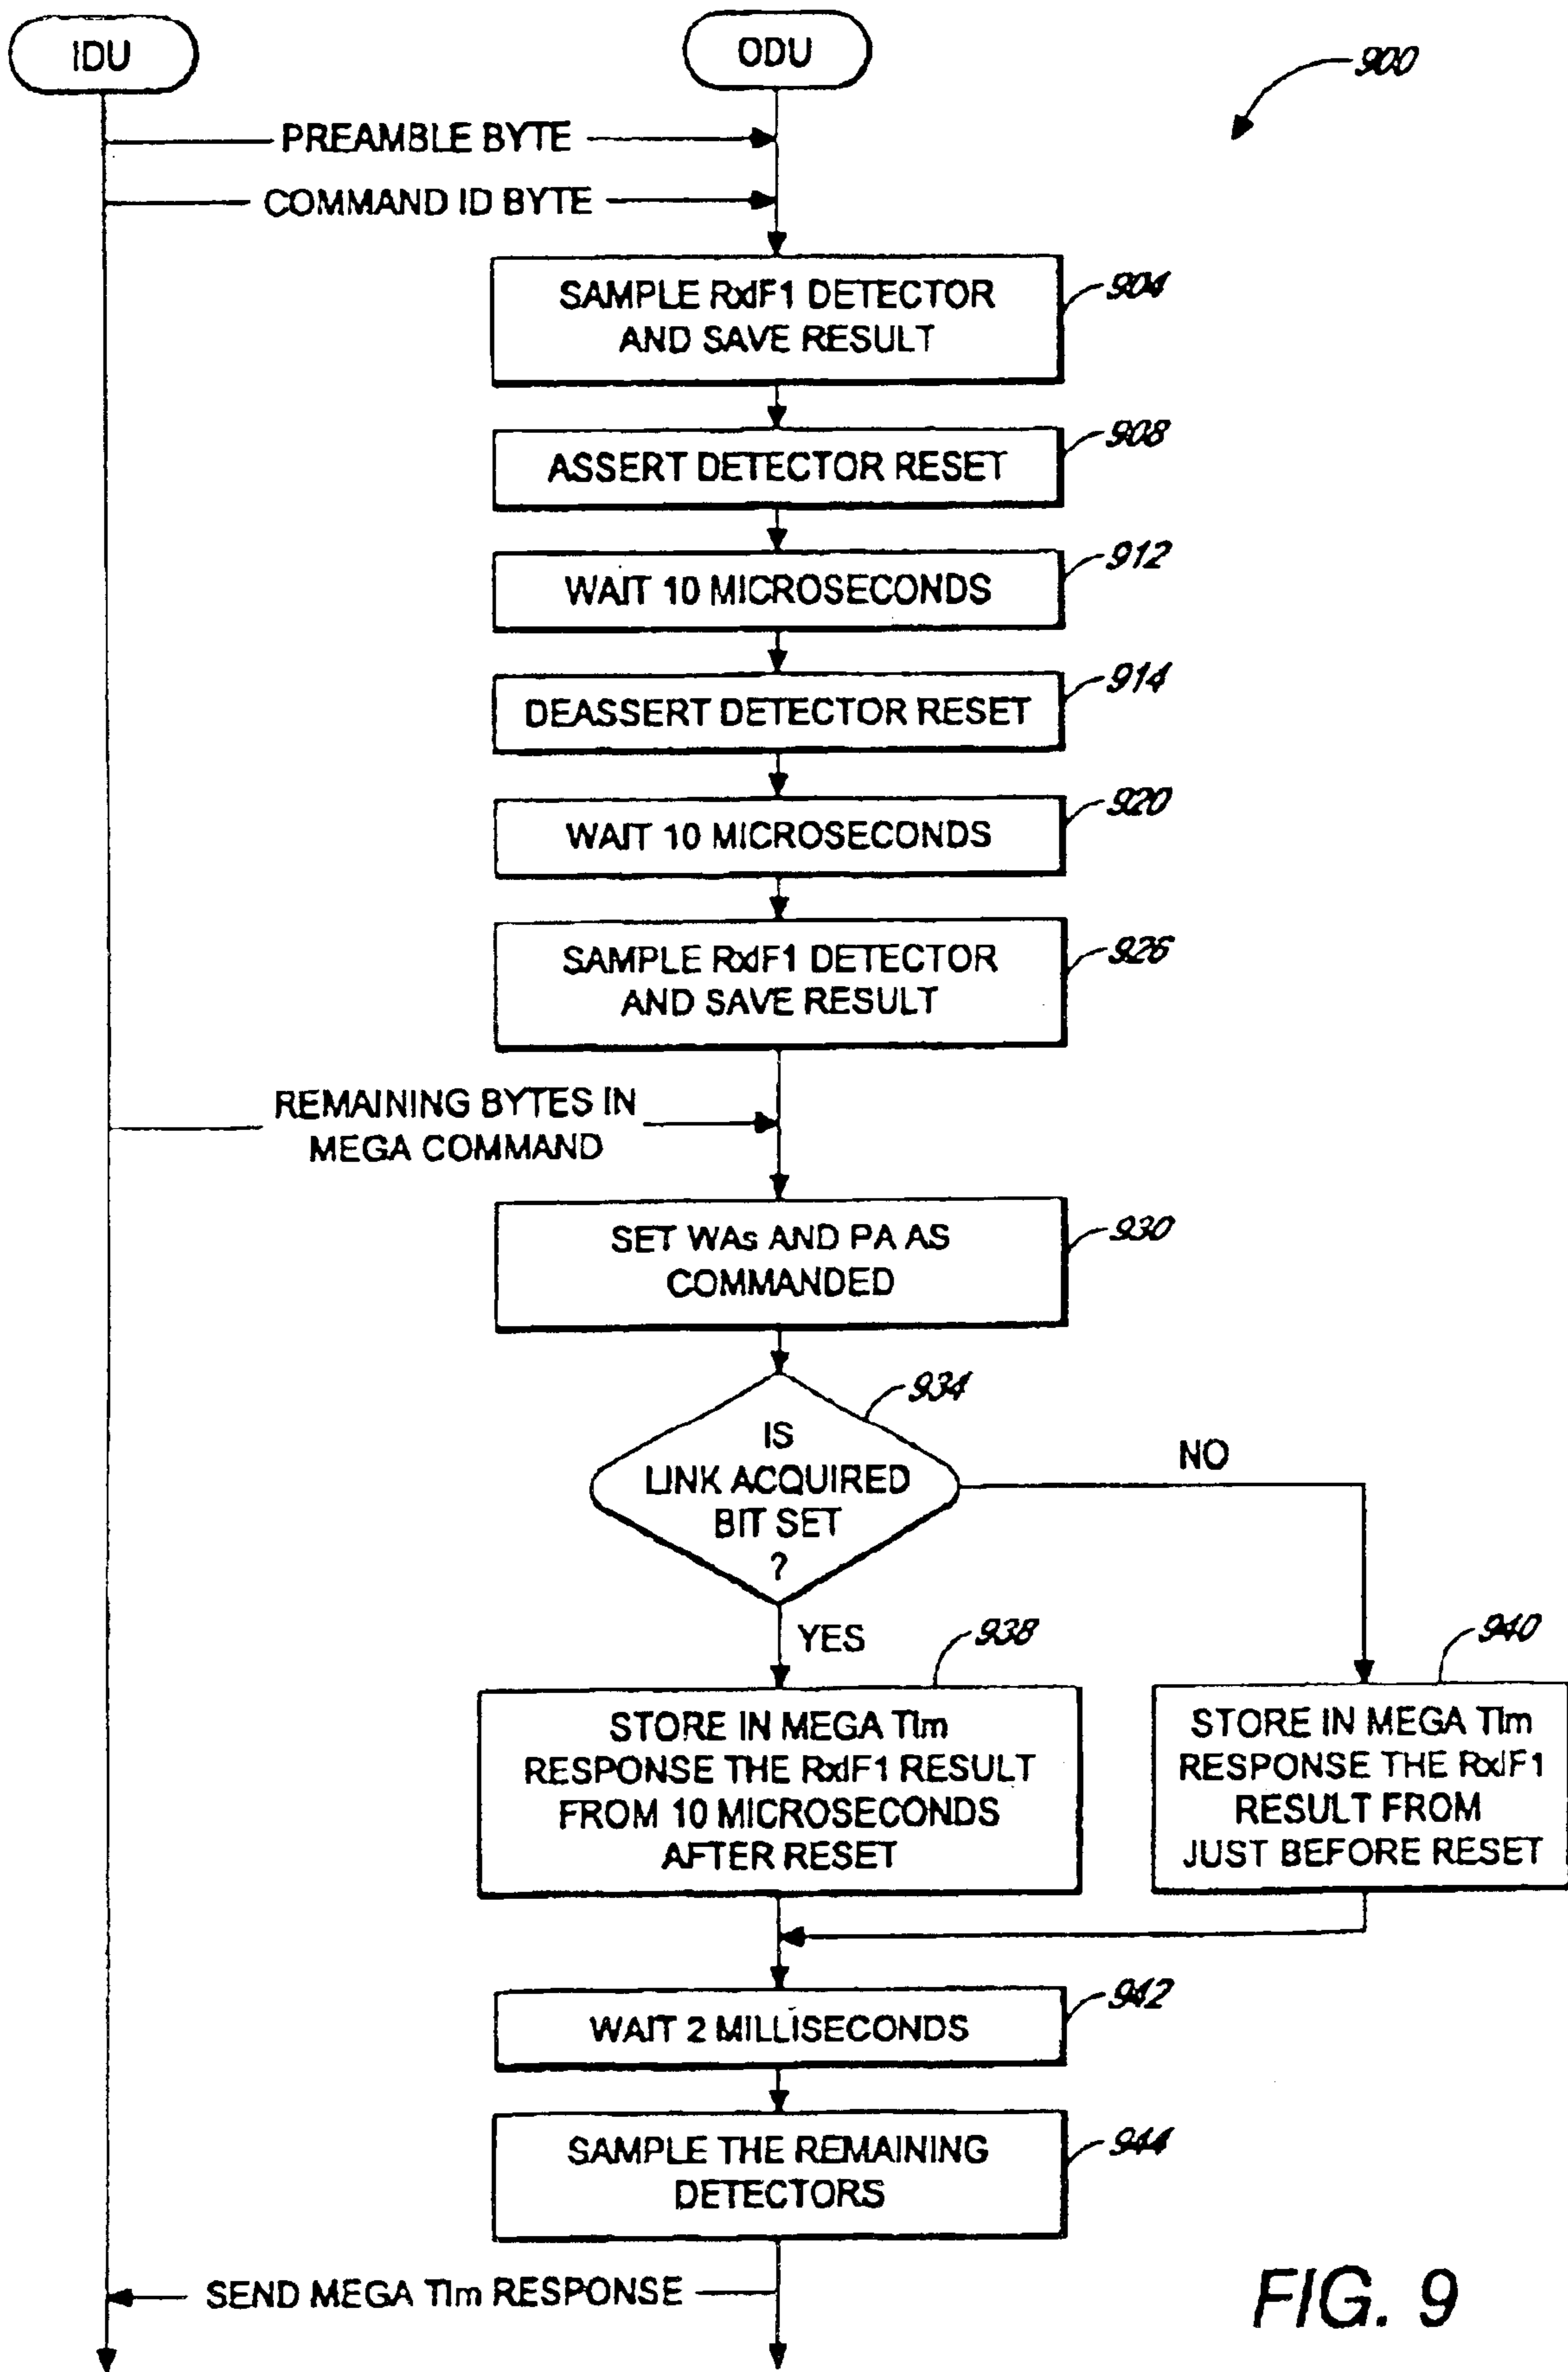 IDU
ODU
900
PREAMBLE BYTE
COMMAND ID BYTE
SAMPLE RxIF1 DETECTOR
AND SAVE RESULT
904
ASSERT DETECTOR RESET
908
WAIT 10 MICROSECONDS
912
DEASSERT DETECTOR RESET
914
WAIT 10 MICROSECONDS
920
SAMPLE RxIF1 DETECTOR
AND SAVE RESULT
926
REMAINING BYTES IN
MEGA COMMAND
SET WAs AND PA AS
COMMANDED
930
IS
LINK ACQUIRED
BIT SET
?
934
NO
YES
938
STORE IN MEGA Tlm
RESPONSE THE RxIF1 RESULT
FROM 10 MICROSECONDS
AFTER RESET
940
STORE IN MEGA Tlm
RESPONSE THE RxIF1
RESULT FROM
JUST BEFORE RESET
WAIT 2 MILLISECONDS
942
SAMPLE THE REMAINING
DETECTORS
944
SEND MEGA Tlm RESPONSE
FIG. 9